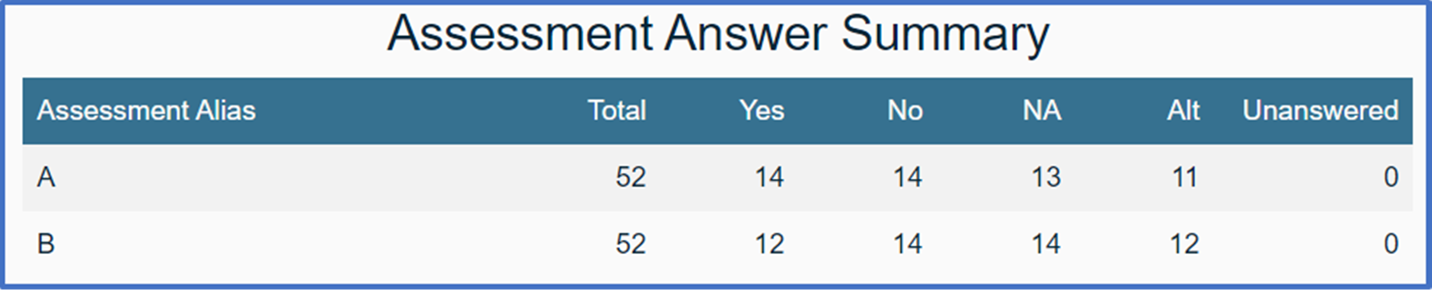 Assessment Answer Summary
Assessment Alias Total Yes No NA Alt Unanswered
A 52 14 14 13 11 0
B 52 12 14 14 12 0